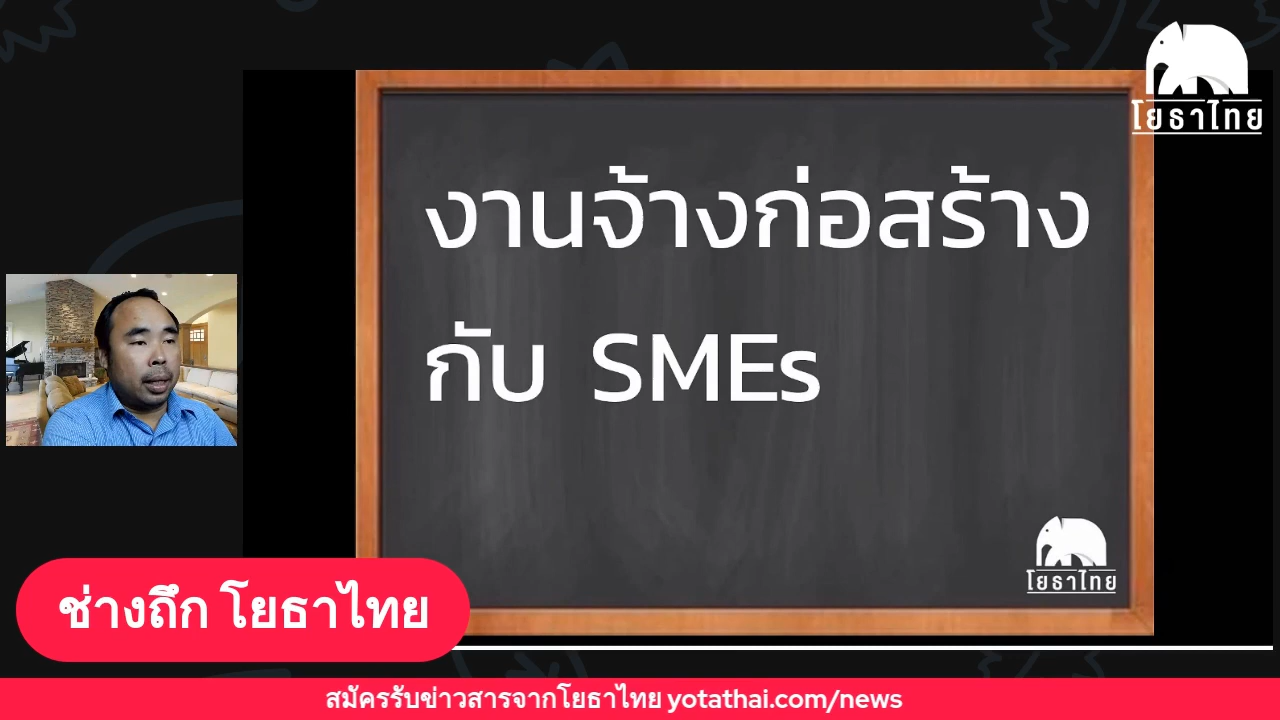 โยธาไทย
งานจ้างก่อสร้าง
กับ SMEs
โยธาไทย
ช่างถึก โยธาไทย
สมัครรับข่าวสารจากโยธาไทย yotathai.com/news